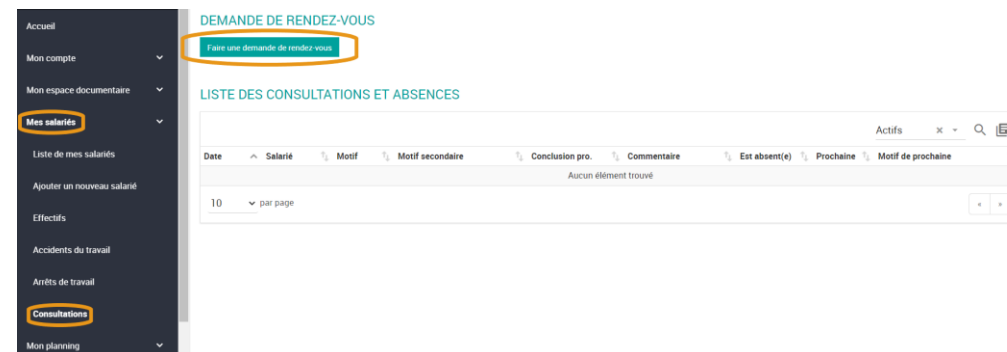 Accueil
Mon compte
Mon espace documentaire
Mes salariés
Liste de mes salariés
Ajouter un nouveau salarié
Effectifs
Accidents du travail
Arrêts de travail
Consultations
Mon planning
DEMANDE DE RENDEZ-VOUS
Faire une demande de rendez-vous
LISTE DES CONSULTATIONS ET ABSENCES
Actifs
Date Salarié Motif Motif secondaire Conclusion pro. Commentaire Est absent(e) Prochaine Motif de prochaine
Aucun élément trouvé
10 par page
« »